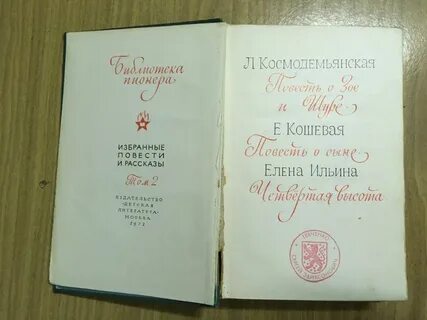 Библиотека
пионера
ИЗБРАННЫЕ
ПОВЕСТИ
И РАССКАЗЫ
Том 2
ИЗДАТЕЛЬСТВО
«ДЕТСКАЯ
ЛИТЕРАТУРА»
МОСКВА
1972
Л. КОСМОДЕМЬЯНСКАЯ
Повесть о Зое
и Шуре
Е. КОШЕВАЯ
Повесть о сыне
ЕЛЕНА ИЛЬИНА
Четвёртая высота